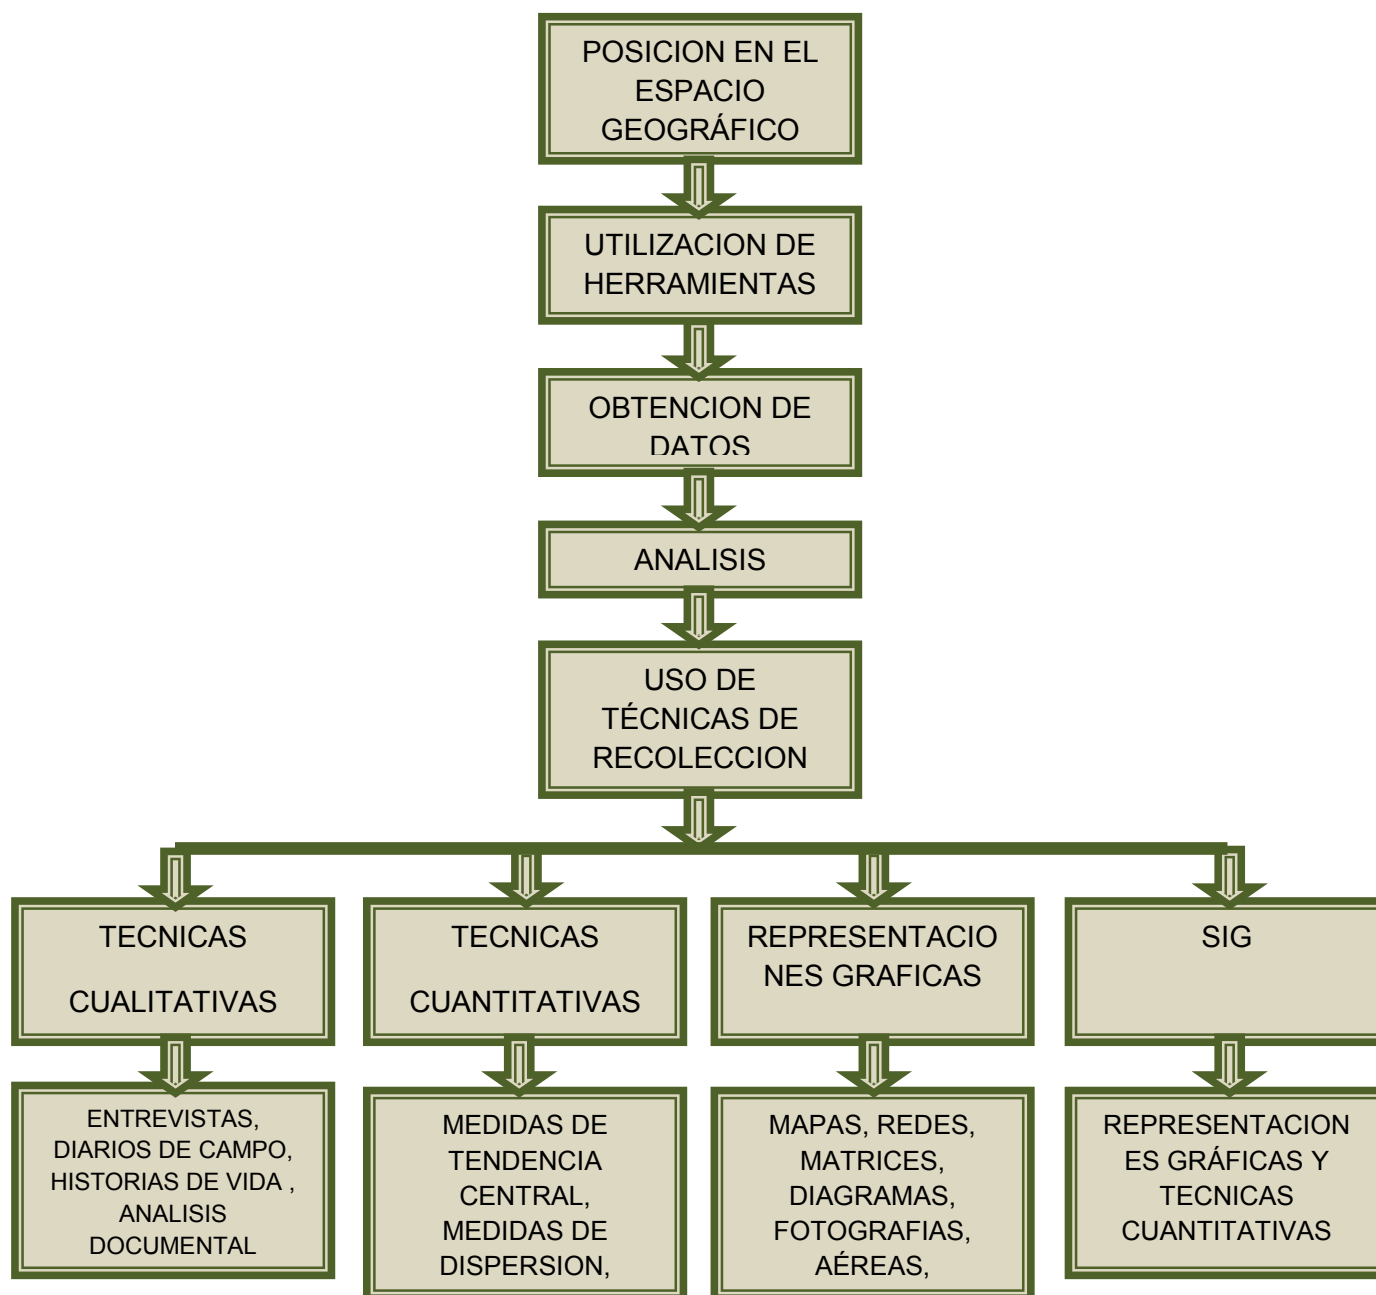 POSICION EN EL
ESPACIO
GEOGRÁFICO
UTILIZACION DE
HERRAMIENTAS
OBTENCION DE
DATOS
ANALISIS
USO DE
TÉCNICAS DE
RECOLECCION
TECNICAS
CUALITATIVAS
TECNICAS
CUANTITATIVAS
REPRESENTACIO
NES GRAFICAS
SIG
ENTREVISTAS,
DIARIOS DE CAMPO,
HISTORIAS DE VIDA ,
ANALISIS
DOCUMENTAL
MEDIDAS DE
TENDENCIA
CENTRAL,
MEDIDAS DE
DISPERSION,
MAPAS, REDES,
MATRICES,
DIAGRAMAS,
FOTOGRAFIAS,
AÉREAS,
REPRESENTACION
ES GRÁFICAS Y
TECNICAS
CUANTITATIVAS